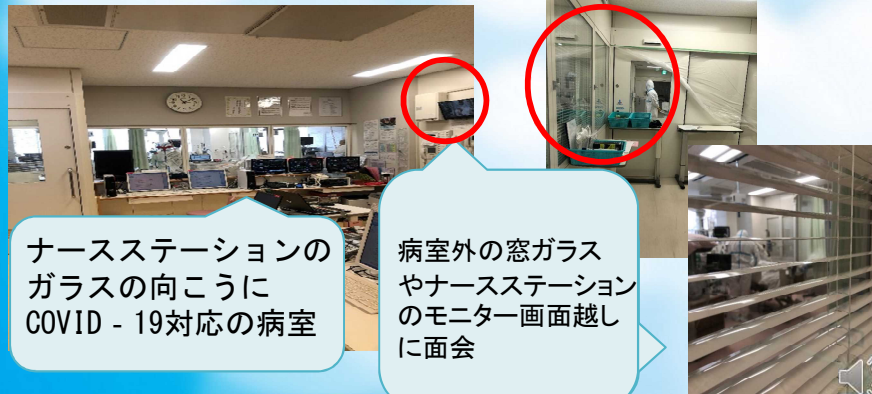 ナースステーションの
ガラスの向こうに
COVID‐19対応の病室
病室外の窓ガラス
やナースステーション
のモニター画面越し
に面会